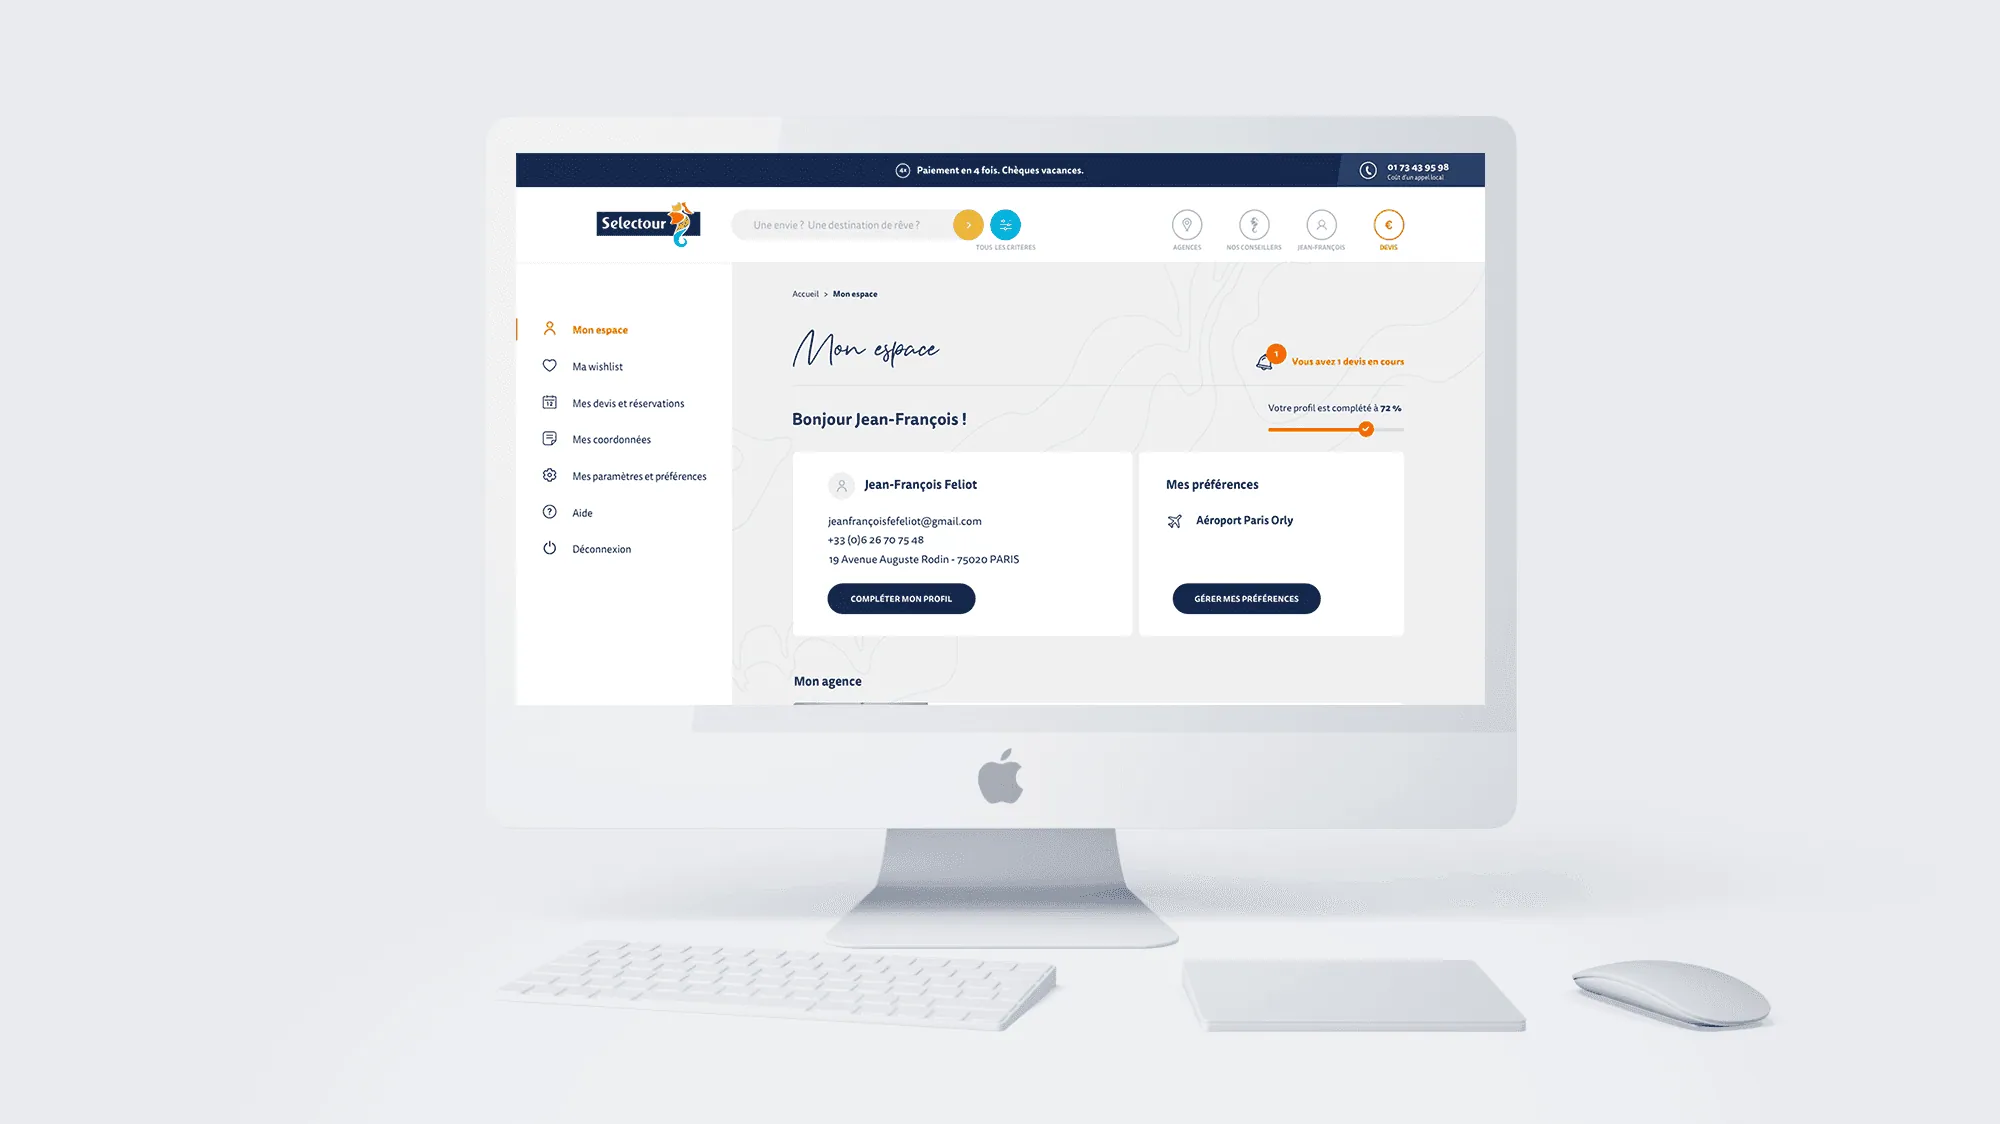 4x Paiement en 4 fois. Chèques vacances.
01 73 43 95 98
Coût d'un appel local
Selectour
Une envie ? Une destination de rêve ?
TOUS LES CRITÈRES
AGENCES
NOS CONSEILLERS
JEAN-FRANÇOIS
€
DEVIS
Mon espace
Ma wishlist
12
Mes devis et réservations
Mes coordonnées
Mes paramètres et préférences
? Aide
Déconnexion
Accueil > Mon espace
Mon espace
1
Vous avez 1 devis en cours
Bonjour Jean-François !
Votre profil est complété à 72 %
Jean-François Feliot
jeanfrançoisfefeliot@gmail.com
+33 (0)6 26 70 75 48
19 Avenue Auguste Rodin - 75020 PARIS
COMPLÉTER MON PROFIL
Mes préférences
Aéroport Paris Orly
GÉRER MES PRÉFÉRENCES
Mon agence